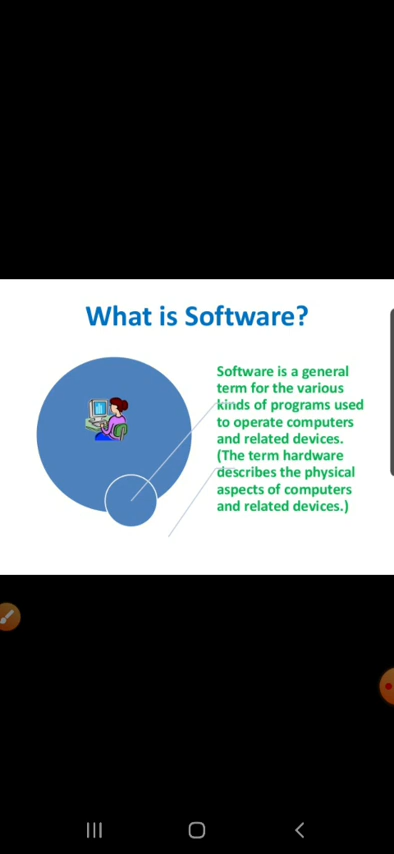 What is Software?
Software is a general
term for the various
kinds of programs used
to operate computers
and related devices.
(The term hardware
describes the physical
aspects of computers
and related devices.)